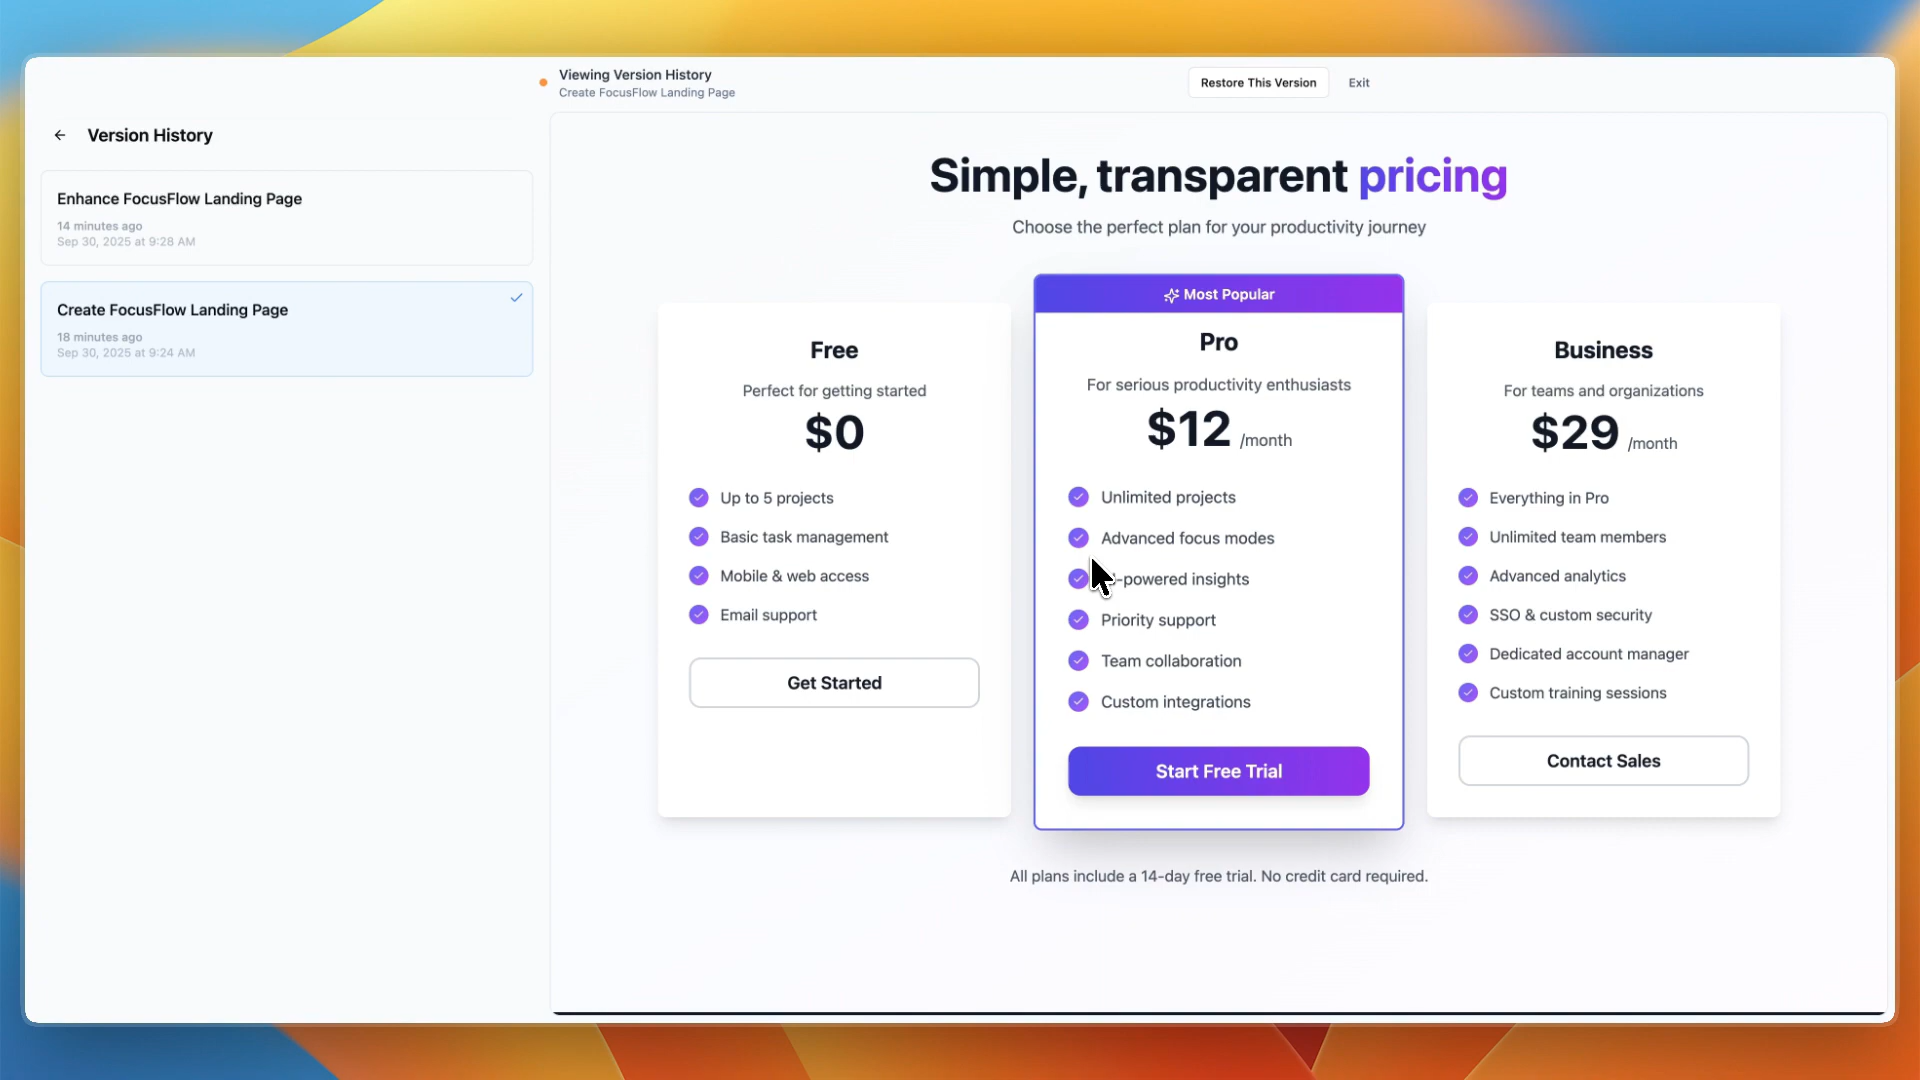 Viewing Version History
Create FocusFlow Landing Page
Restore This Version
Exit
Version History
Enhance FocusFlow Landing Page
14 minutes ago
Sep 30, 2025 at 9:28 AM
Create FocusFlow Landing Page
18 minutes ago
Sep 30, 2025 at 9:24 AM
Simple, transparent pricing
Choose the perfect plan for your productivity journey
Free
Perfect for getting started
$0
Up to 5 projects
Basic task management
Mobile & web access
Email support
Get Started
Most Popular
Pro
For serious productivity enthusiasts
$12 /month
Unlimited projects
Advanced focus modes
-powered insights
Priority support
Team collaboration
Custom integrations
Start Free Trial
Business
For teams and organizations
$29 /month
Everything in Pro
Unlimited team members
Advanced analytics
SSO & custom security
Dedicated account manager
Custom training sessions
Contact Sales
All plans include a 14-day free trial. No credit card required.